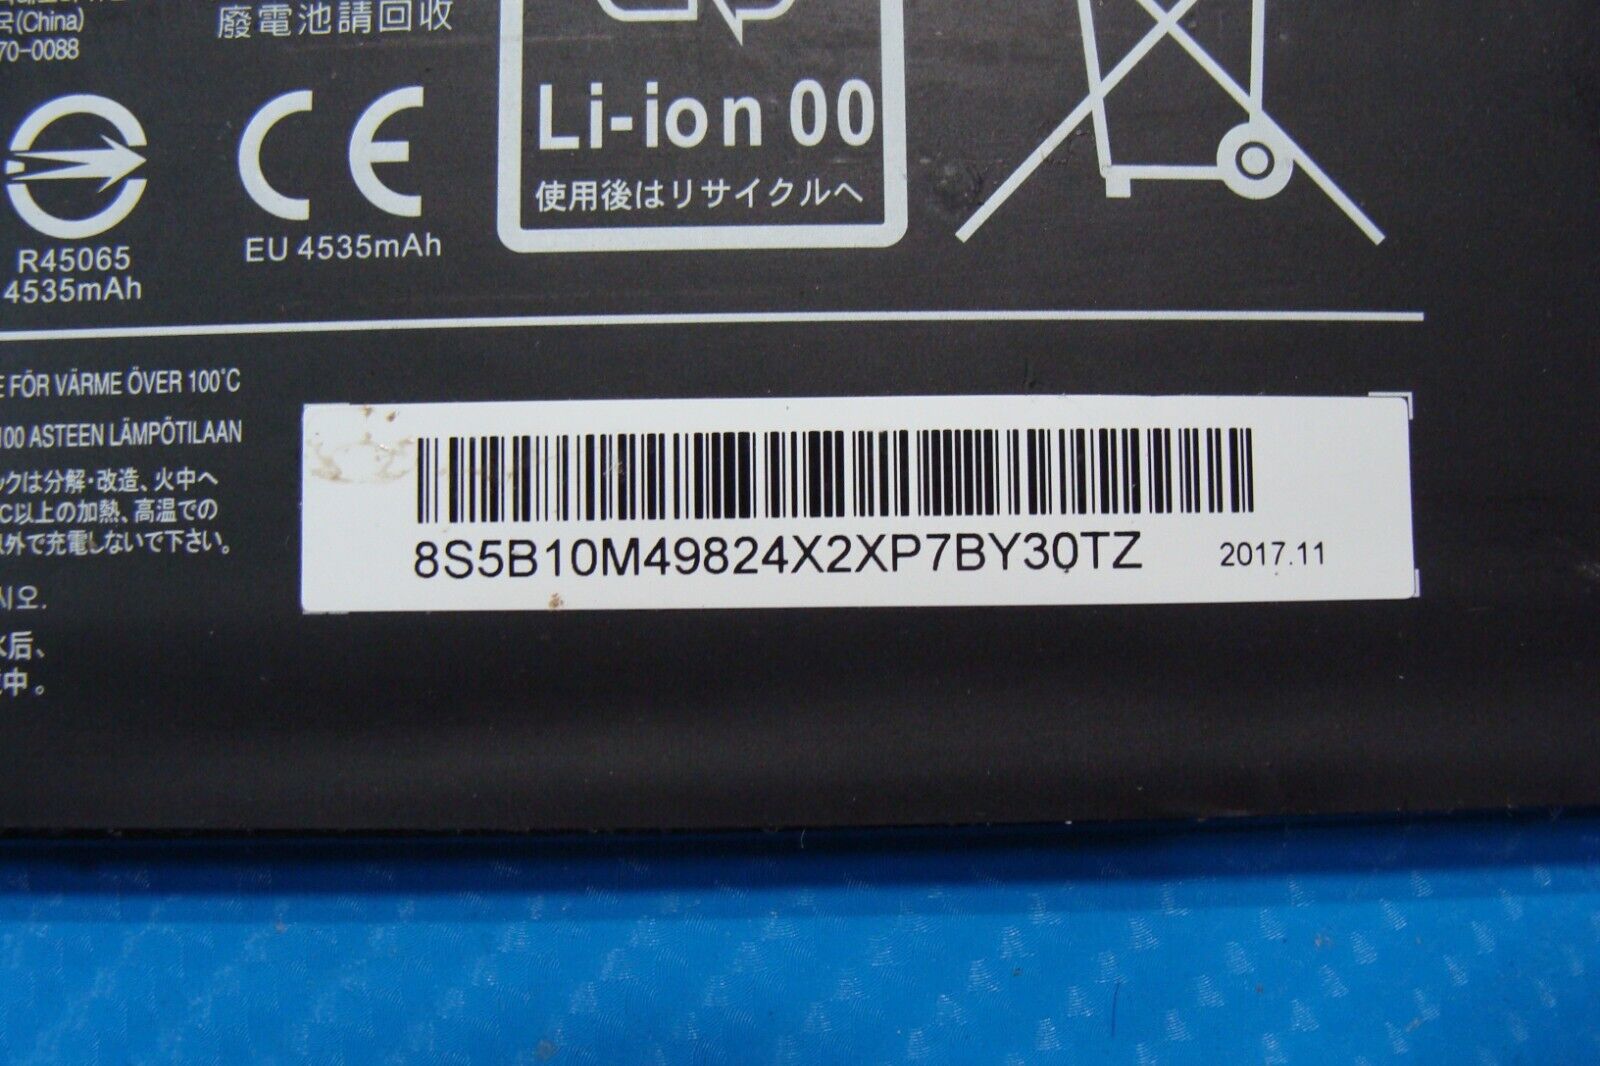 국(China)
70-0088
廢電池請回收
Li-ion 00
使用後はリサイクルへ
CE
R45065
4535mAh
EU 4535mAh
FÖR VÄRME ÖVER 100°C
100 ASTEEN LÄMPÖTILAAN
ックは分解・改造、火中へ
℃以上の加熱、高温での
以外で充電しないで下さい。
시오.
后、
中。
8S5B10M49824X2XP7BY30TZ
2017.11